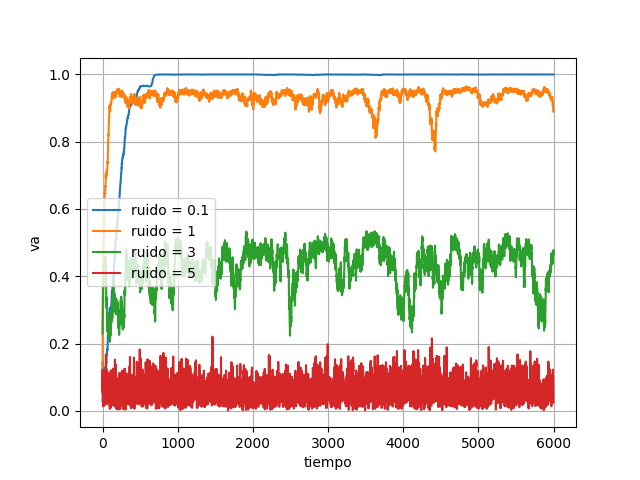 1.0
0.8
0.6
0.4
0.2
0.0
va
ruido = 0.1
ruido = 1
ruido = 3
ruido = 5
0 1000 2000 3000 4000 5000 6000
tiempo